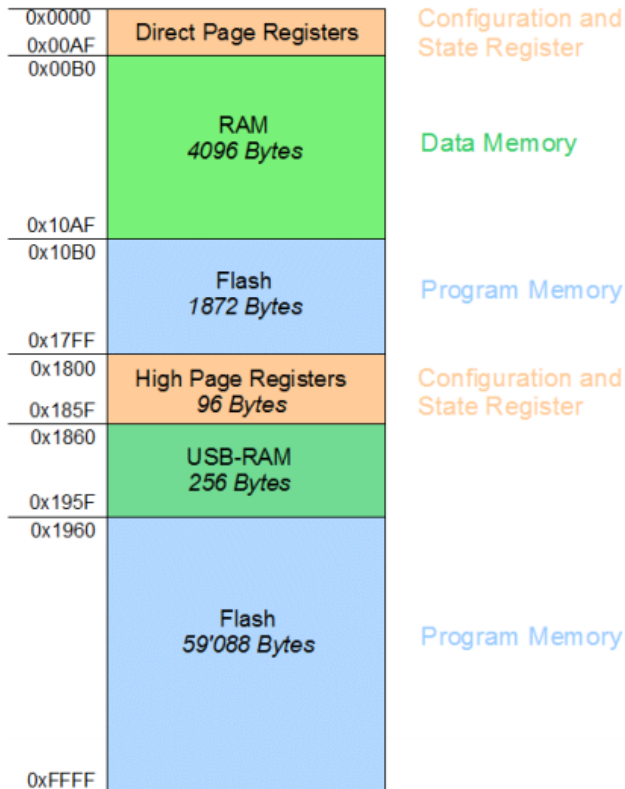 0x0000
Direct Page Registers
Configuration and
State Register
0x00AF
0x00B0
RAM
4096 Bytes
Data Memory
0x10AF
0x10B0
Flash
1872 Bytes
Program Memory
0x17FF
0x1800
High Page Registers
96 Bytes
Configuration and
State Register
0x185F
0x1860
USB-RAM
256 Bytes
0x195F
0x1960
Flash
59'088 Bytes
Program Memory
0xFFFF